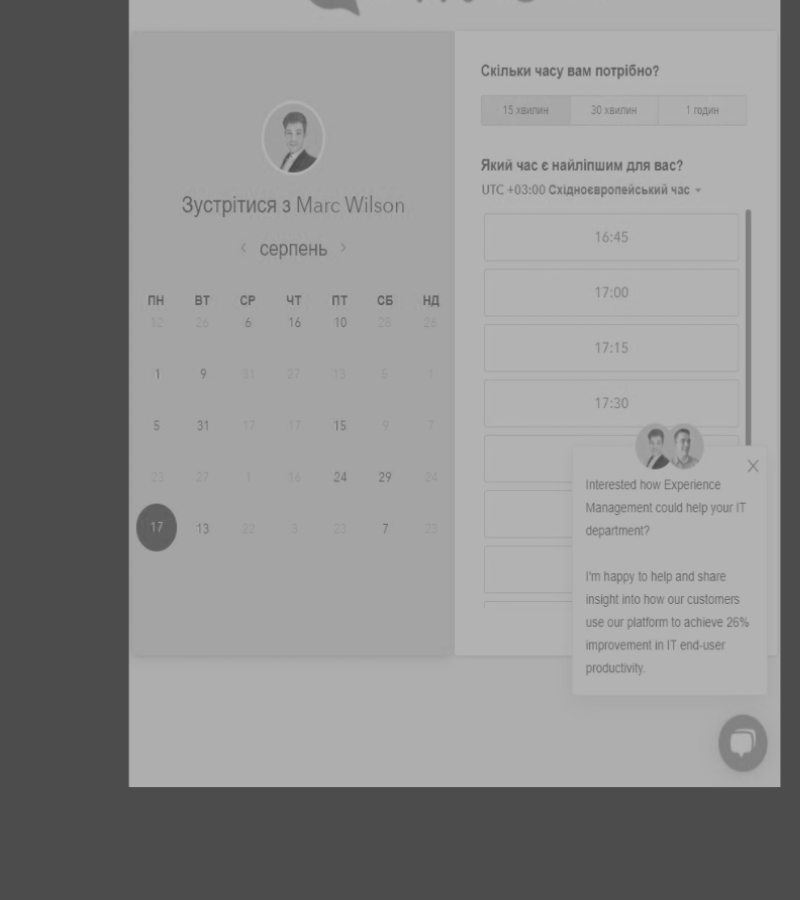 Зустрітися з Marc Wilson
серпень
ПН ВТ СР ЧТ ПТ СБ НД
12 26 6 16 10 28 26
1 9 31 27 13 5 1
5 31 17 17 15 9 7
23 27 1 16 24 29 24
17 13 22 3 23 7 23
Скільки часу вам потрібно?
15 хвилин 30 хвилин 1 годин
Який час є найліпшим для вас?
UTC +03:00 Східноєвропейський час
16:45
17:00
17:15
17:30
Interested how Experience
Management could help your IT
department?
I'm happy to help and share
insight into how our customers
use our platform to achieve 26%
improvement in IT end-user
productivity.